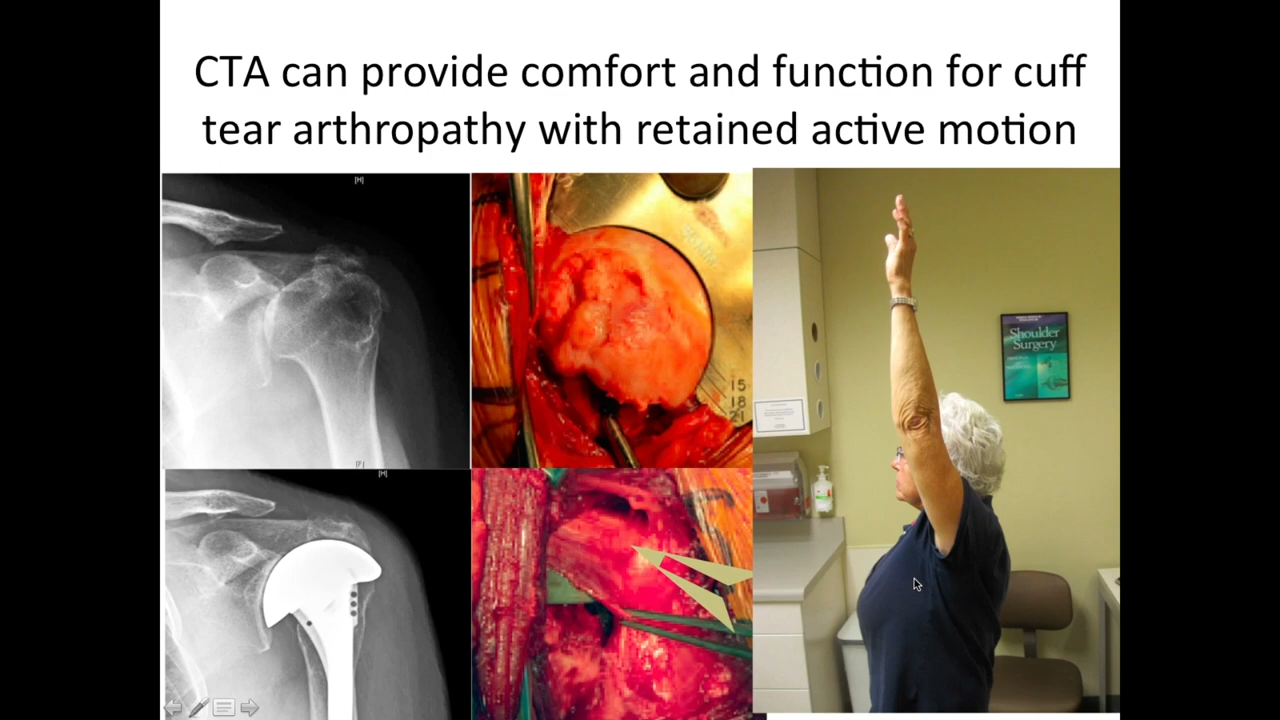 CTA can provide comfort and function for cuff
tear arthropathy with retained active motion
[H]
[F]
[H]
15
18
21
Shoulder
Surgery